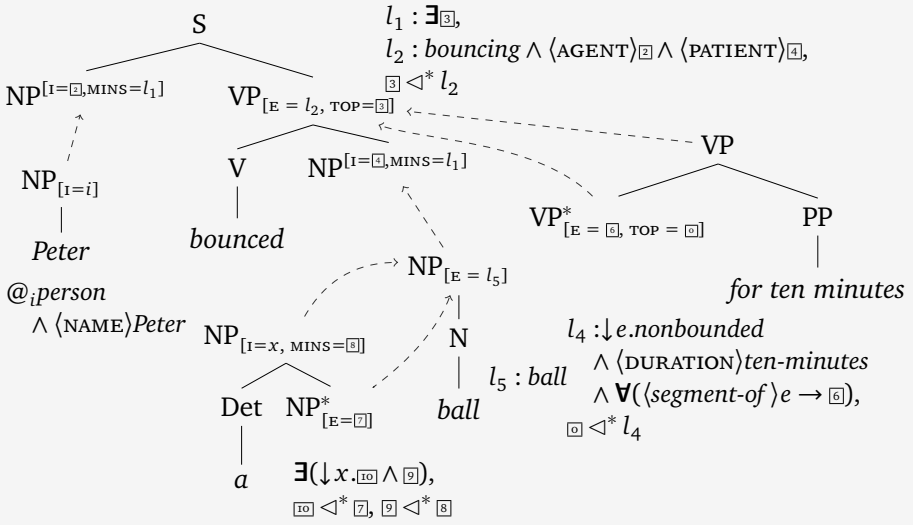 S
l₁ : ∃[3],
l₂ : bouncing ∧ ⟨AGENT⟩[2] ∧ ⟨PATIENT⟩[4],
[3] ◁* l₂
NP[I=[2],MINS=l₁]
VP[E = l₂, TOP=[3]]
VP
V
NP[I=[4],MINS=l₁]
NP[I=i]
VP*[E = [6], TOP = [0]]
PP
Peter
bounced
@ᵢperson
∧ ⟨NAME⟩Peter
NP[E = l₅]
for ten minutes
NP[I=x, MINS=[8]]
N
l₄ :↓e.nonbounded
∧ ⟨DURATION⟩ten-minutes
l₅ : ball
∧ ∀(⟨segment-of ⟩e → [6]),
Det
NP*[E=[7]]
ball
[0] ◁* l₄
a
∃(↓x.[10] ∧ [9]),
[10] ◁* [7], [9] ◁* [8]